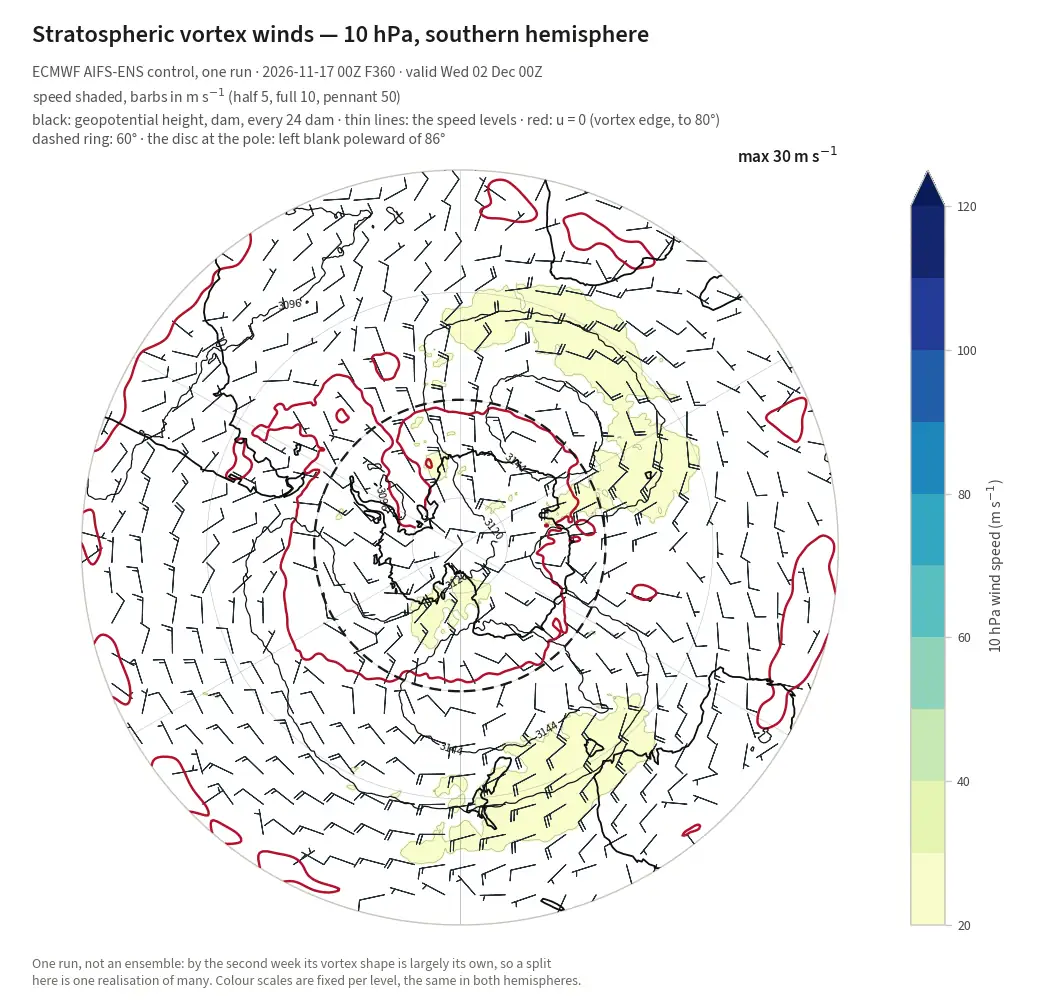 Stratospheric vortex winds — 10 hPa, southern hemisphere
ECMWF AIFS-ENS control, one run · 2026-11-17 00Z F360 · valid Wed 02 Dec 00Z
speed shaded, barbs in m s⁻¹ (half 5, full 10, pennant 50)
black: geopotential height, dam, every 24 dam · thin lines: the speed levels · red: u = 0 (vortex edge, to 80°)
dashed ring: 60° · the disc at the pole: left blank poleward of 86°
max 30 m s⁻¹
120
100
80
60
40
20
10 hPa wind speed (m s⁻¹)
3096
3120
3144
3144
One run, not an ensemble: by the second week its vortex shape is largely its own, so a split
here is one realisation of many. Colour scales are fixed per level, the same in both hemispheres.